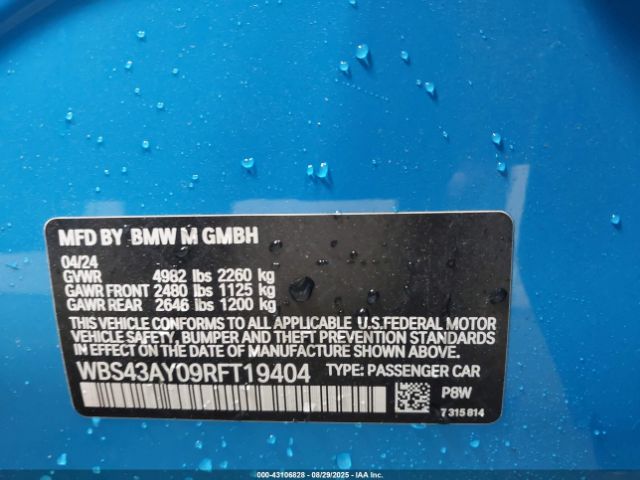 MFD BY BMW M GMBH
04/24
GVWR 4982 lbs 2260 kg
GAWR FRONT 2480 lbs 1125 kg
GAWR REAR 2646 lbs 1200 kg
THIS VEHICLE CONFORMS TO ALL APPLICABLE U.S.FEDERAL MOTOR
VEHICLE SAFETY, BUMPER, AND THEFT PREVENTION
STANDARDS IN EFFECT ON THE DATE OF MANUFACTURE SHOWN ABOVE.
WBS43AY09RFT19404 TYPE: PASSENGER CAR
P8W
7 315 814
000-43106828 - 08/29/2025 - IAAI.COM